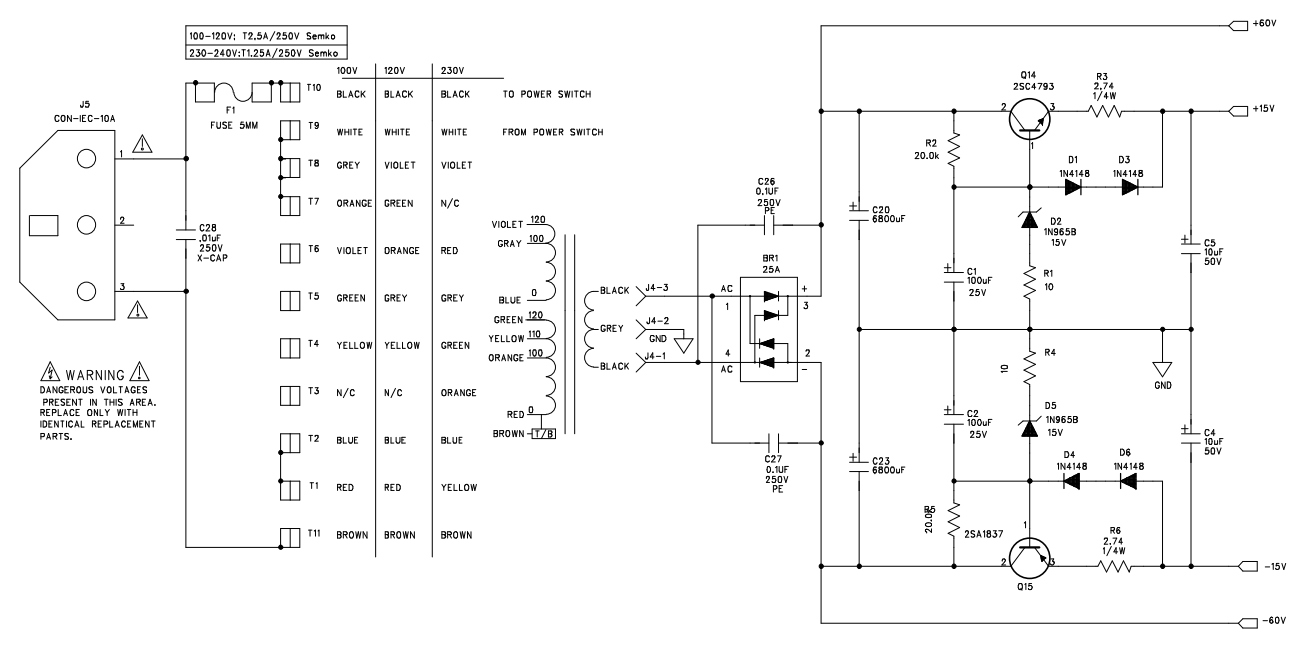 100-120V; T2.5A/250V Semko
230-240V:T1.25A/250V Semko
J5
CON-IEC-10A
1
2
3
C28
.01uF
250V
X-CAP
F1
FUSE 5MM
WARNING
DANGEROUS VOLTAGES
PRESENT IN THIS AREA.
REPLACE ONLY WITH
IDENTICAL REPLACEMENT
PARTS.
100V 120V 230V
T10 BLACK BLACK BLACK TO POWER SWITCH
T9 WHITE WHITE WHITE FROM POWER SWITCH
T8 GREY VIOLET VIOLET
T7 ORANGE GREEN N/C
T6 VIOLET ORANGE RED
T5 GREEN GREY GREY
T4 YELLOW YELLOW GREEN
T3 N/C N/C ORANGE
T2 BLUE BLUE BLUE
T1 RED RED YELLOW
T11 BROWN BROWN BROWN
VIOLET 120
GRAY 100
BLUE 0
GREEN 120
YELLOW 110
ORANGE 100
RED 0
BROWN T/B
BLACK J4-3
GREY J4-2
GND
BLACK J4-1
C26
0.1UF
250V
PE
BR1
25A
AC
1
+
3
4
AC
2
-
C27
0.1UF
250V
PE
C20
6800uF
C23
6800uF
+60V
Q14
2SC4793
2
3
1
R3
2.74
1/4W
+15V
R2
20.0k
D1
1N4148
D3
1N4148
D2
1N965B
15V
R1
10
C1
100uF
25V
C5
10uF
50V
GND
R4
10
D5
1N965B
15V
C2
100uF
25V
C4
10uF
50V
D4
1N4148
D6
1N4148
R5
2SA1837
1
2
3
Q15
R6
2.74
1/4W
-15V
-60V